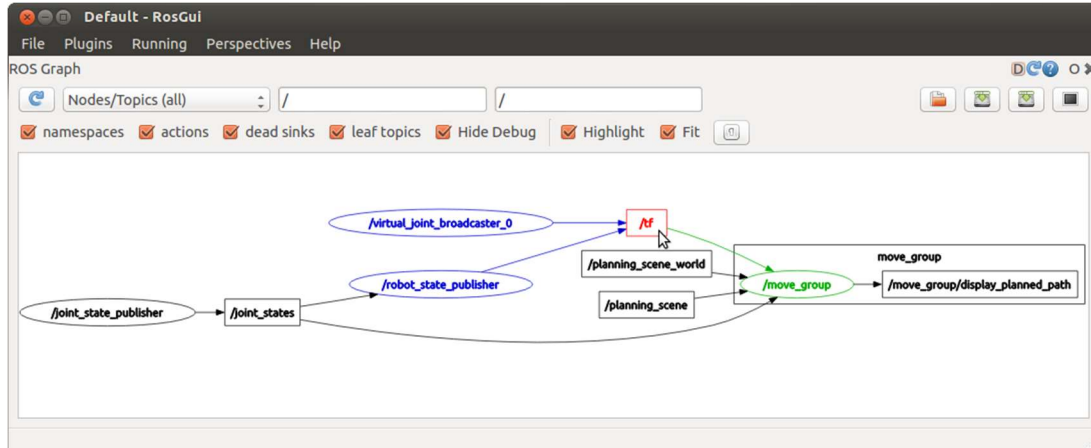 Default - RosGui
File Plugins Running Perspectives Help
ROS Graph D O
Nodes/Topics (all) / /
namespaces actions dead sinks leaf topics Hide Debug Highlight Fit
/virtual_joint_broadcaster_0
/tf
/planning_scene_world
move_group
/robot_state_publisher
/move_group
/move_group/display_planned_path
/planning_scene
/joint_state_publisher
/joint_states